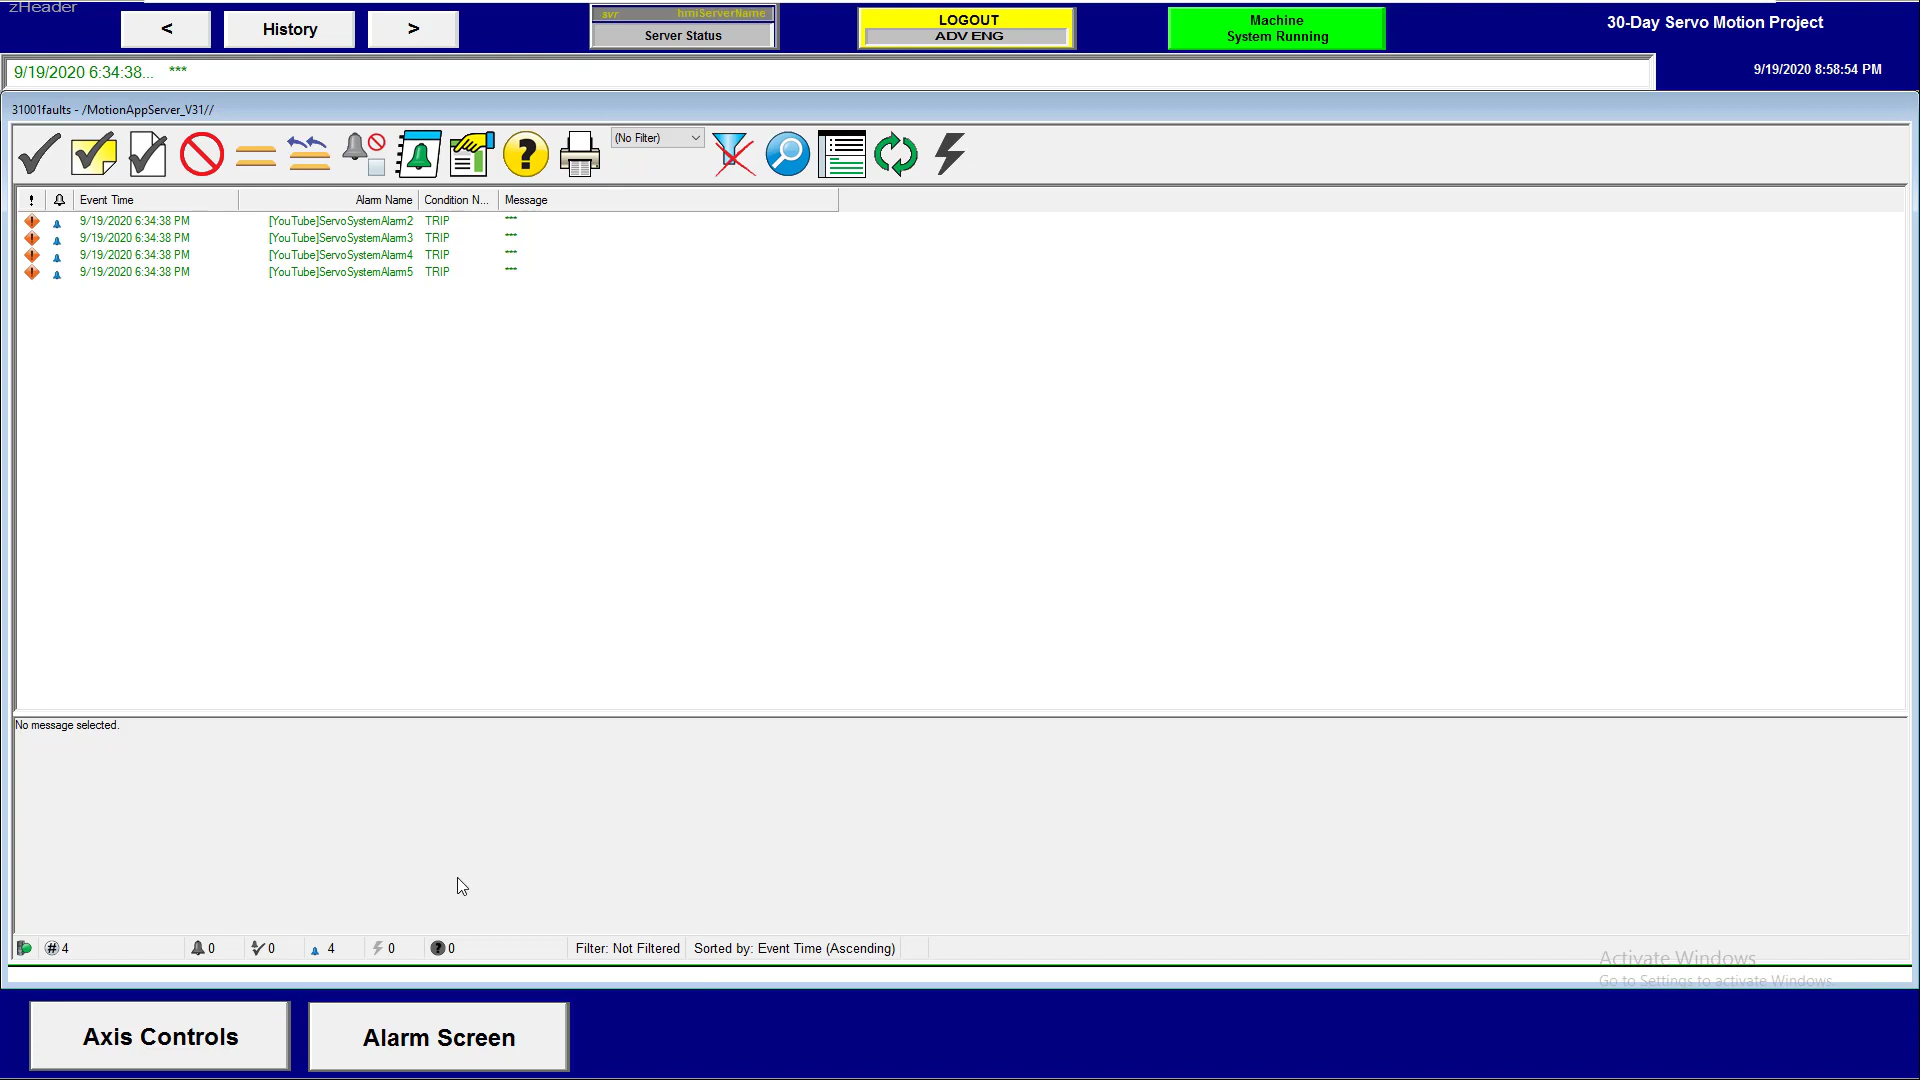 zHeader
<
History
>
svr hmiServerName
Server Status
LOGOUT
ADV ENG
Machine
System Running
30-Day Servo Motion Project
9/19/2020 6:34:38... ***
9/19/2020 8:58:54 PM
31001faults - /MotionAppServer_V31//
(No Filter)
! Event Time Alarm Name Condition N... Message
9/19/2020 6:34:38 PM [YouTube]ServoSystemAlarm2 TRIP ***
9/19/2020 6:34:38 PM [YouTube]ServoSystemAlarm3 TRIP ***
9/19/2020 6:34:38 PM [YouTube]ServoSystemAlarm4 TRIP ***
9/19/2020 6:34:38 PM [YouTube]ServoSystemAlarm5 TRIP ***
No message selected.
# 4 0 0 4 0 ? 0 Filter: Not Filtered Sorted by: Event Time (Ascending)
Activate Windows
Go to Settings to activate Windows.
Axis Controls
Alarm Screen